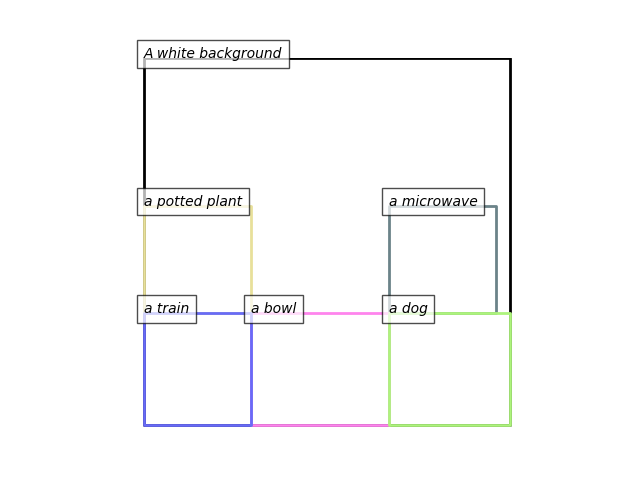 A white background
a potted plant
a microwave
a train
a bowl
a dog